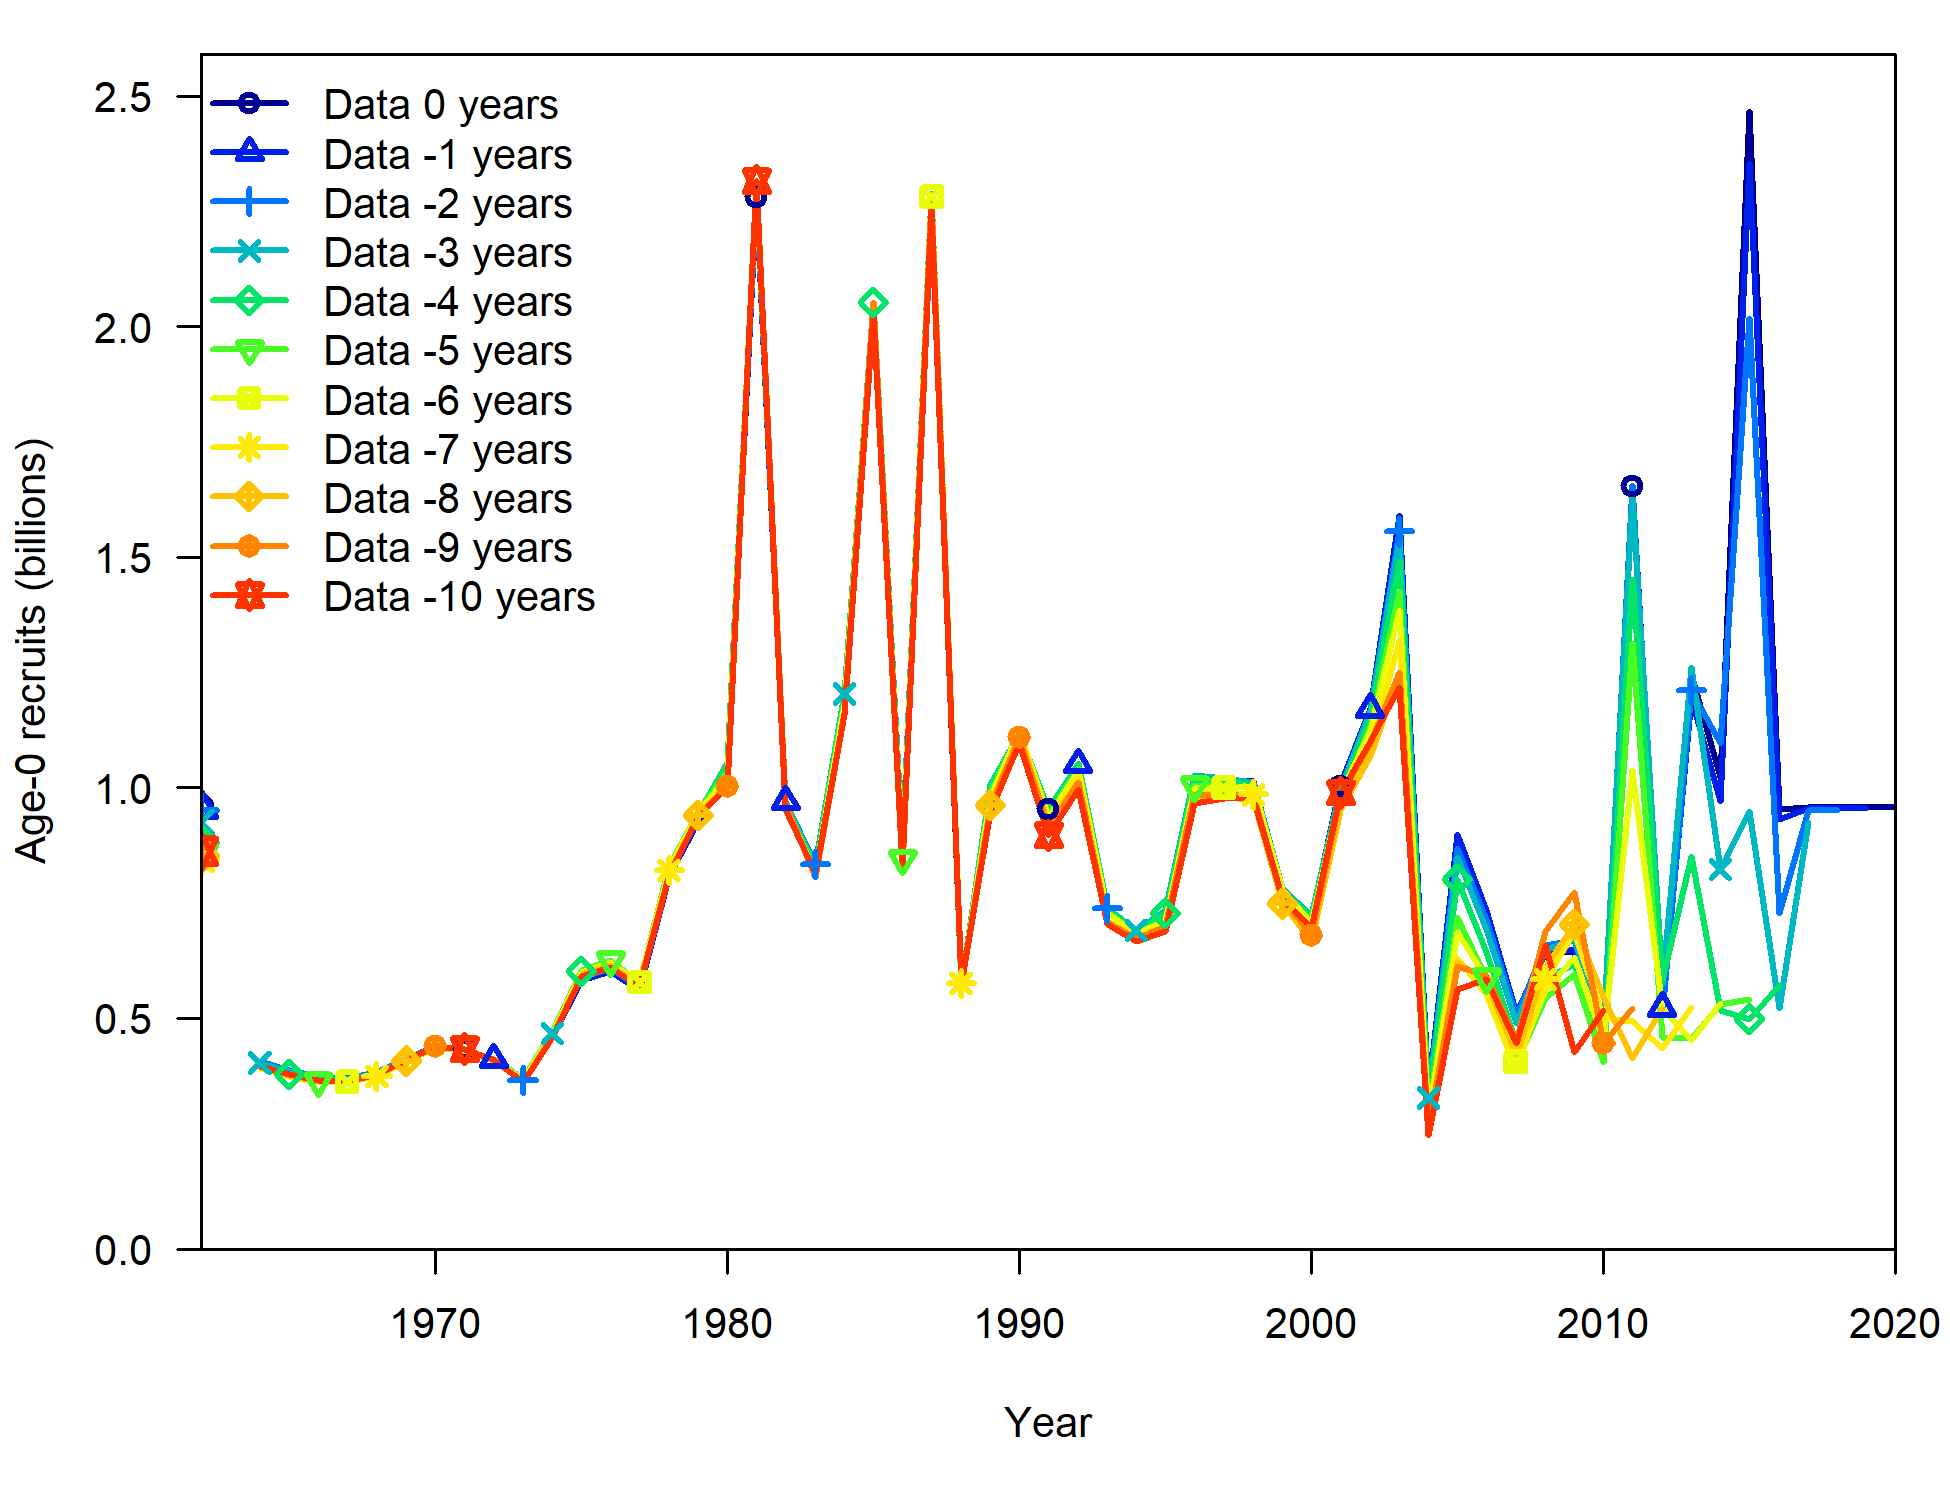 2.5
2.0
1.5
1.0
0.5
0.0
Age-0 recruits (billions)
Data 0 years
Data -1 years
Data -2 years
Data -3 years
Data -4 years
Data -5 years
Data -6 years
Data -7 years
Data -8 years
Data -9 years
Data -10 years
1970 1980 1990 2000 2010 2020
Year